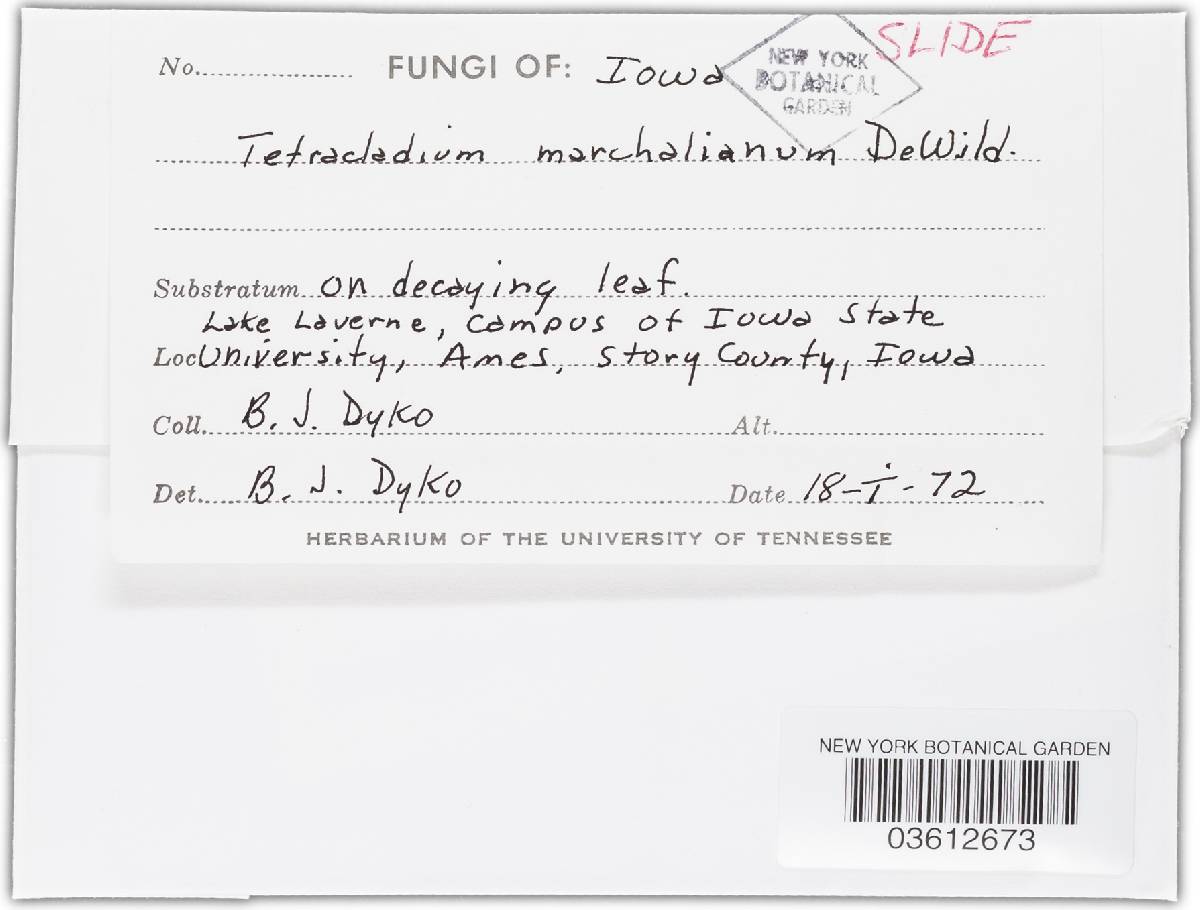 SLIDE
No. FUNGI OF: Iowa
NEW YORK
BOTANICAL
GARDEN
Tetracladium marchalianum DeWild.
Substratum on decaying leaf.
Lake Laverne, Campus of Iowa State
Loc University, Ames, Story County, Iowa
Coll. B. J. Dyko Alt.
Det. B. J. Dyko Date 18-i-72
HERBARIUM OF THE UNIVERSITY OF TENNESSEE
NEW YORK BOTANICAL GARDEN
03612673